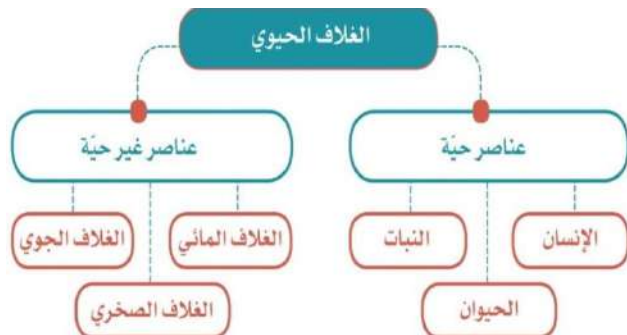 الغلاف الحيوي
عناصر حيّة
عناصر غير حيّة
الإنسان
النبات
الغلاف المائي
الغلاف الجوي
الحيوان
الغلاف الصخري